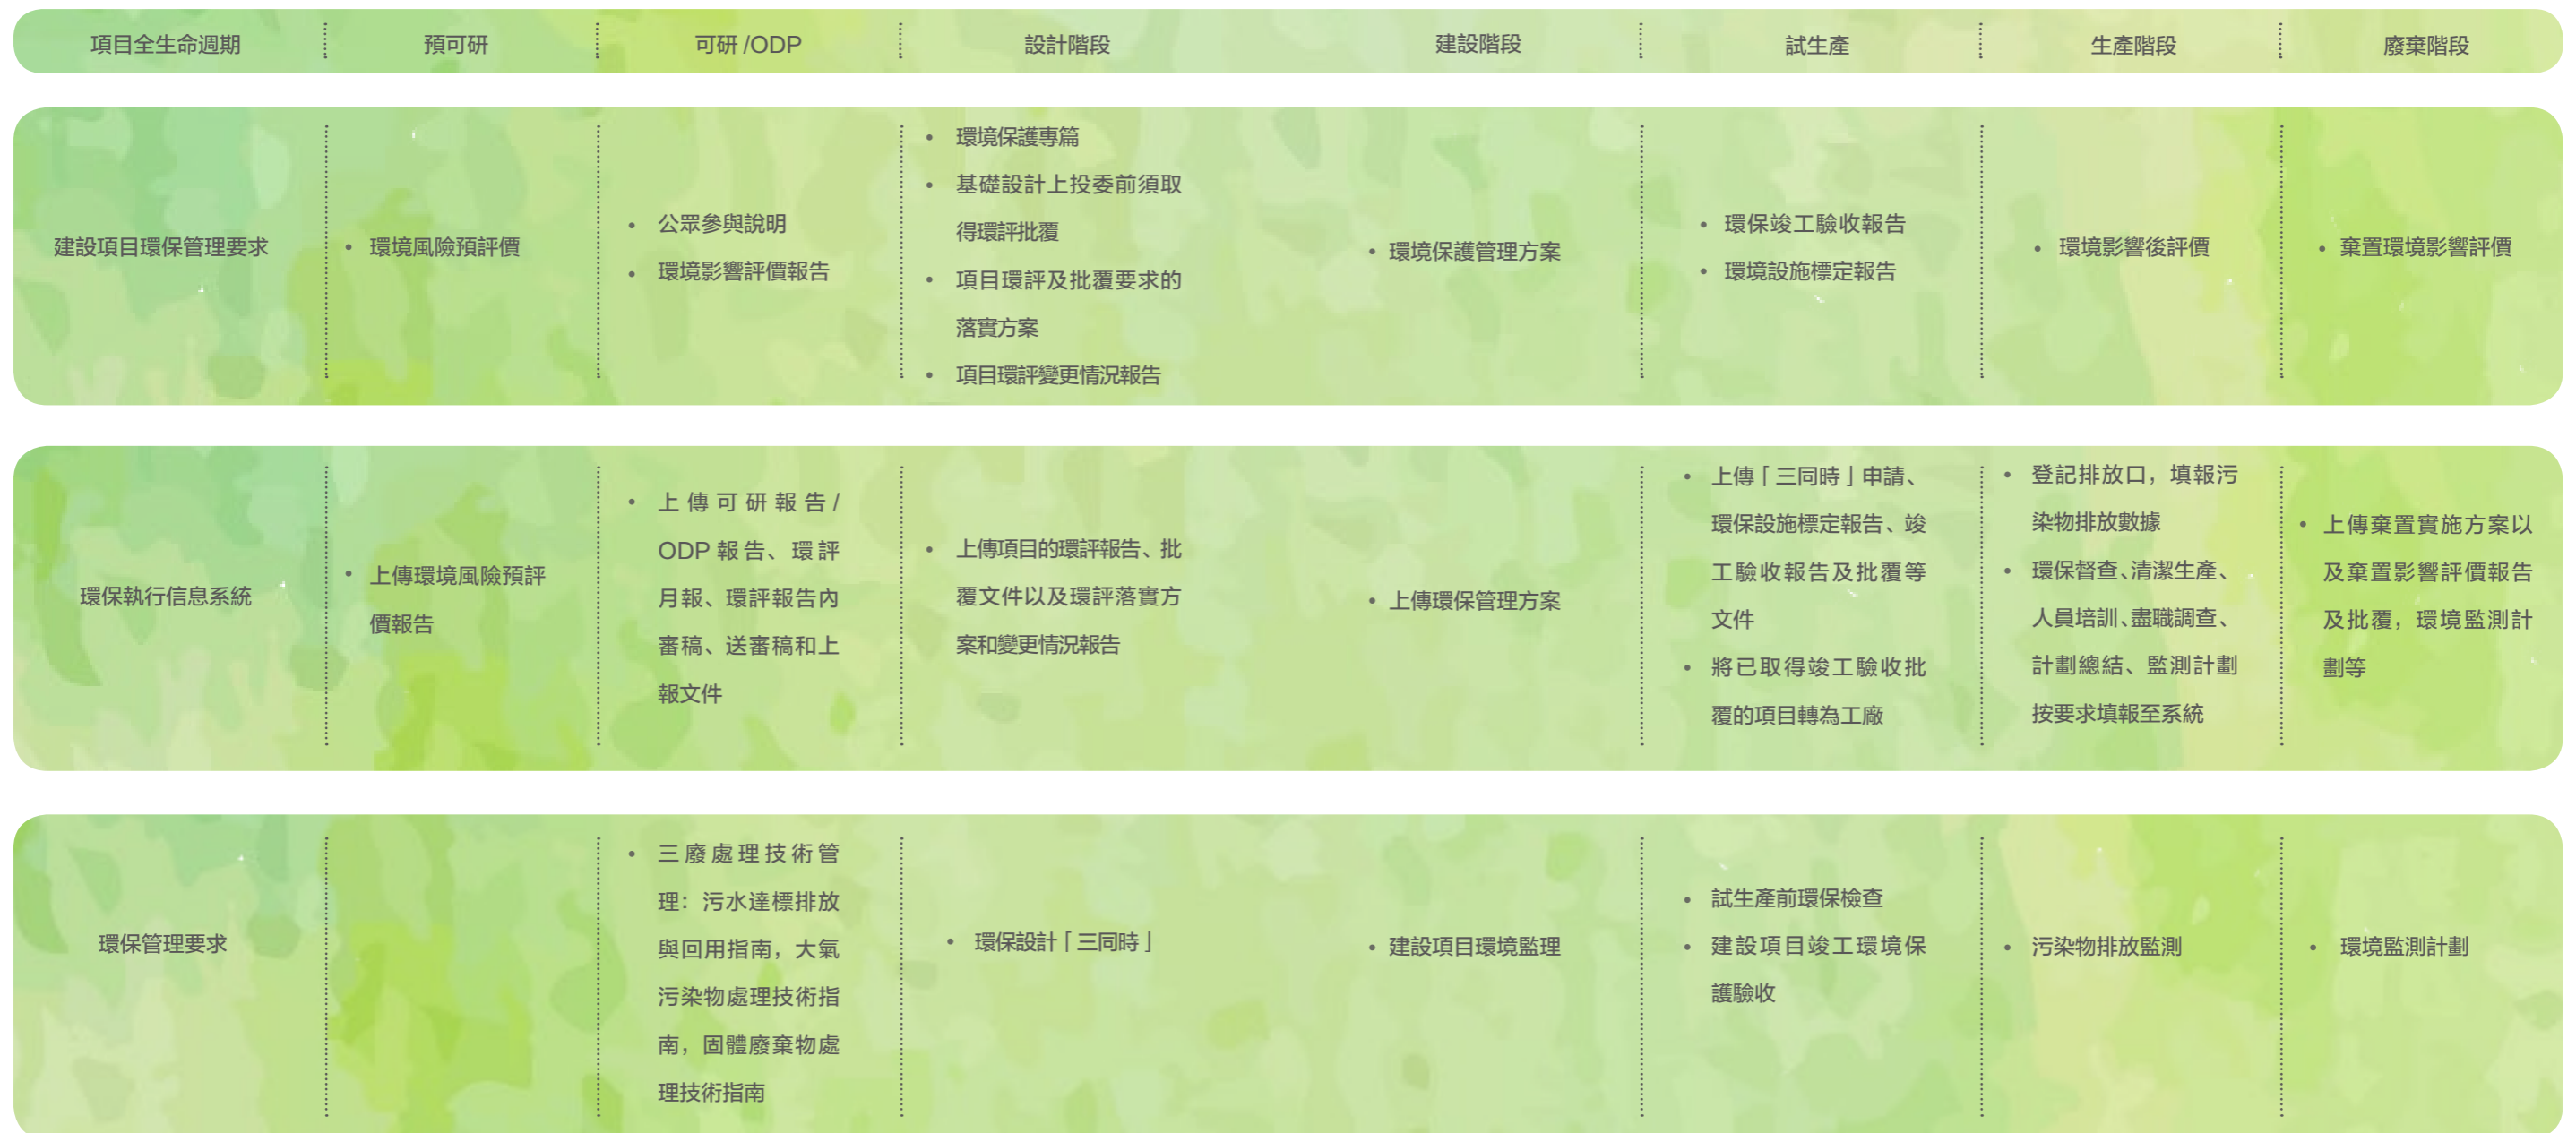 項目全生命週期
預可研
可研 /ODP
設計階段
建設階段
試生產
生產階段
廢棄階段
建設項目環保管理要求
• 環境風險預評價
• 公眾參與說明
• 環境影響評價報告
• 環境保護專篇
• 基礎設計上投委前須取
得環評批覆
• 項目環評及批覆要求的
落實方案
• 項目環評變更情況報告
• 環境保護管理方案
• 環保竣工驗收報告
• 環境設施標定報告
• 環境影響後評價
• 棄置環境影響評價
環保執行信息系統
• 上傳環境風險預評
價報告
• 上傳可研報告/
ODP 報告、環評
月報、環評報告內
審稿、送審稿和上
報文件
• 上傳項目的環評報告、批
覆文件以及環評落實方
案和變更情況報告
• 上傳環保管理方案
• 上傳「三同時」申請、
環保設施標定報告、竣
工驗收報告及批覆等
文件
• 將已取得竣工驗收批
覆的項目轉為工廠
• 登記排放口，填報污
染物排放數據
• 環保督查、清潔生產、
人員培訓、盡職調查、
計劃總結、監測計劃
按要求填報至系統
• 上傳棄置實施方案以
及棄置影響評價報告
及批覆，環境監測計
劃等
環保管理要求
• 三廢處理技術管
理：污水達標排放
與回用指南，大氣
污染物處理技術指
南，固體廢棄物處
理技術指南
• 環保設計「三同時」
• 建設項目環境監理
• 試生產前環保檢查
• 建設項目竣工環境保
護驗收
• 污染物排放監測
• 環境監測計劃